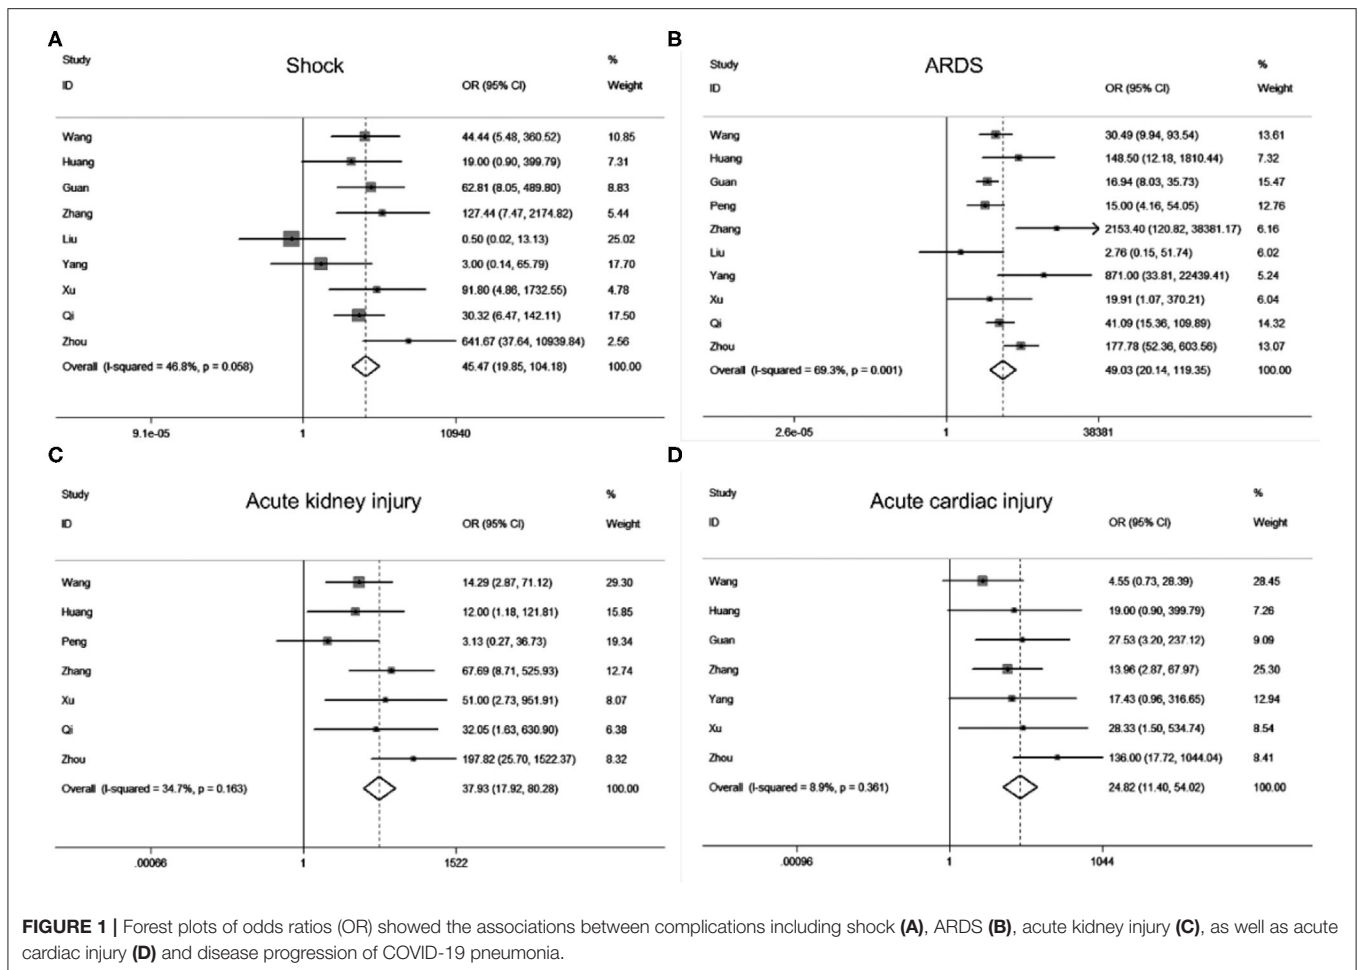 A
Study
Shock
%
ID
OR (95% CI)
Weight
Wang 44.44 (5.48, 360.52) 10.85
Huang 19.00 (0.90, 399.79) 7.31
Guan 62.81 (8.05, 489.80) 8.83
Zhang 127.44 (7.47, 2174.82) 5.44
Liu 0.50 (0.02, 13.13) 25.02
Yang 3.00 (0.14, 65.79) 17.70
Xu 91.80 (4.86, 1732.55) 4.78
Qi 30.32 (6.47, 142.11) 17.50
Zhou 641.67 (37.64, 10939.84) 2.56
Overall (I-squared = 46.8%, p = 0.058) 45.47 (19.85, 104.18) 100.00
9.1e-05 1 10940
B
Study
ARDS
%
ID
OR (95% CI)
Weight
Wang 30.49 (9.94, 93.54) 13.61
Huang 148.50 (12.18, 1810.44) 7.32
Guan 16.94 (8.03, 35.73) 15.47
Peng 15.00 (4.16, 54.05) 12.76
Zhang 2153.40 (120.82, 38381.17) 6.16
Liu 2.76 (0.15, 51.74) 6.02
Yang 871.00 (33.81, 22439.41) 5.24
Xu 19.91 (1.07, 370.21) 6.04
Qi 41.09 (15.36, 109.89) 14.32
Zhou 177.78 (52.36, 603.56) 13.07
Overall (I-squared = 69.3%, p = 0.001) 49.03 (20.14, 119.35) 100.00
2.6e-05 1 38381
C
Study
Acute kidney injury
%
ID
OR (95% CI)
Weight
Wang 14.29 (2.87, 71.12) 29.30
Huang 12.00 (1.18, 121.81) 15.85
Peng 3.13 (0.27, 36.73) 19.34
Zhang 67.69 (8.71, 525.93) 12.74
Xu 51.00 (2.73, 951.91) 8.07
Qi 32.05 (1.63, 630.90) 6.38
Zhou 197.82 (25.70, 1522.37) 8.32
Overall (I-squared = 34.7%, p = 0.163) 37.93 (17.92, 80.28) 100.00
.00066 1 1522
D
Study
Acute cardiac injury
%
ID
OR (95% CI)
Weight
Wang 4.55 (0.73, 28.39) 28.45
Huang 19.00 (0.90, 399.79) 7.26
Guan 27.53 (3.20, 237.12) 9.09
Zhang 13.96 (2.87, 67.97) 25.30
Yang 17.43 (0.96, 316.65) 12.94
Xu 28.33 (1.50, 534.74) 8.54
Zhou 136.00 (17.72, 1044.04) 8.41
Overall (I-squared = 8.9%, p = 0.361) 24.82 (11.40, 54.02) 100.00
.00096 1 1044
FIGURE 1 | Forest plots of odds ratios (OR) showed the associations between complications including shock (A), ARDS (B), acute kidney injury (C), as well as acute
cardiac injury (D) and disease progression of COVID-19 pneumonia.